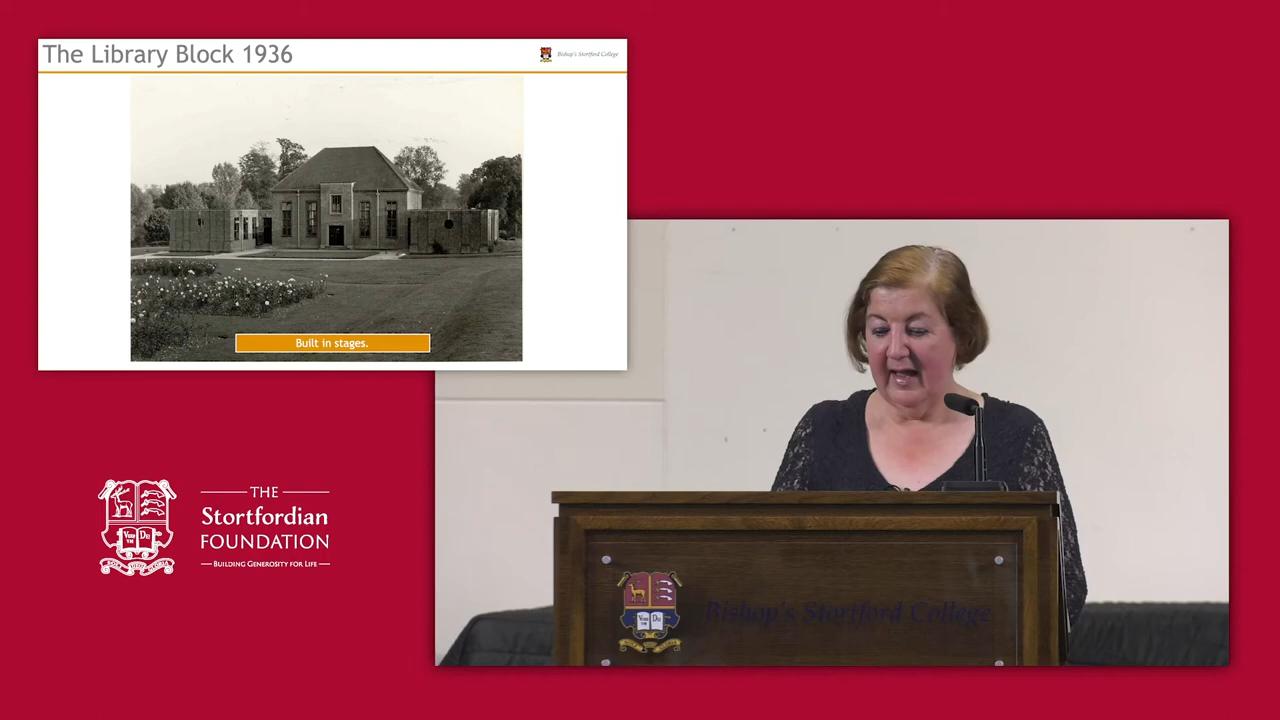 The Library Block 1936
Bishop's Stortford College
Built in stages.
THE
Stortfordian
FOUNDATION
BUILDING GENEROSITY FOR LIFE
Bishop's Stortford College